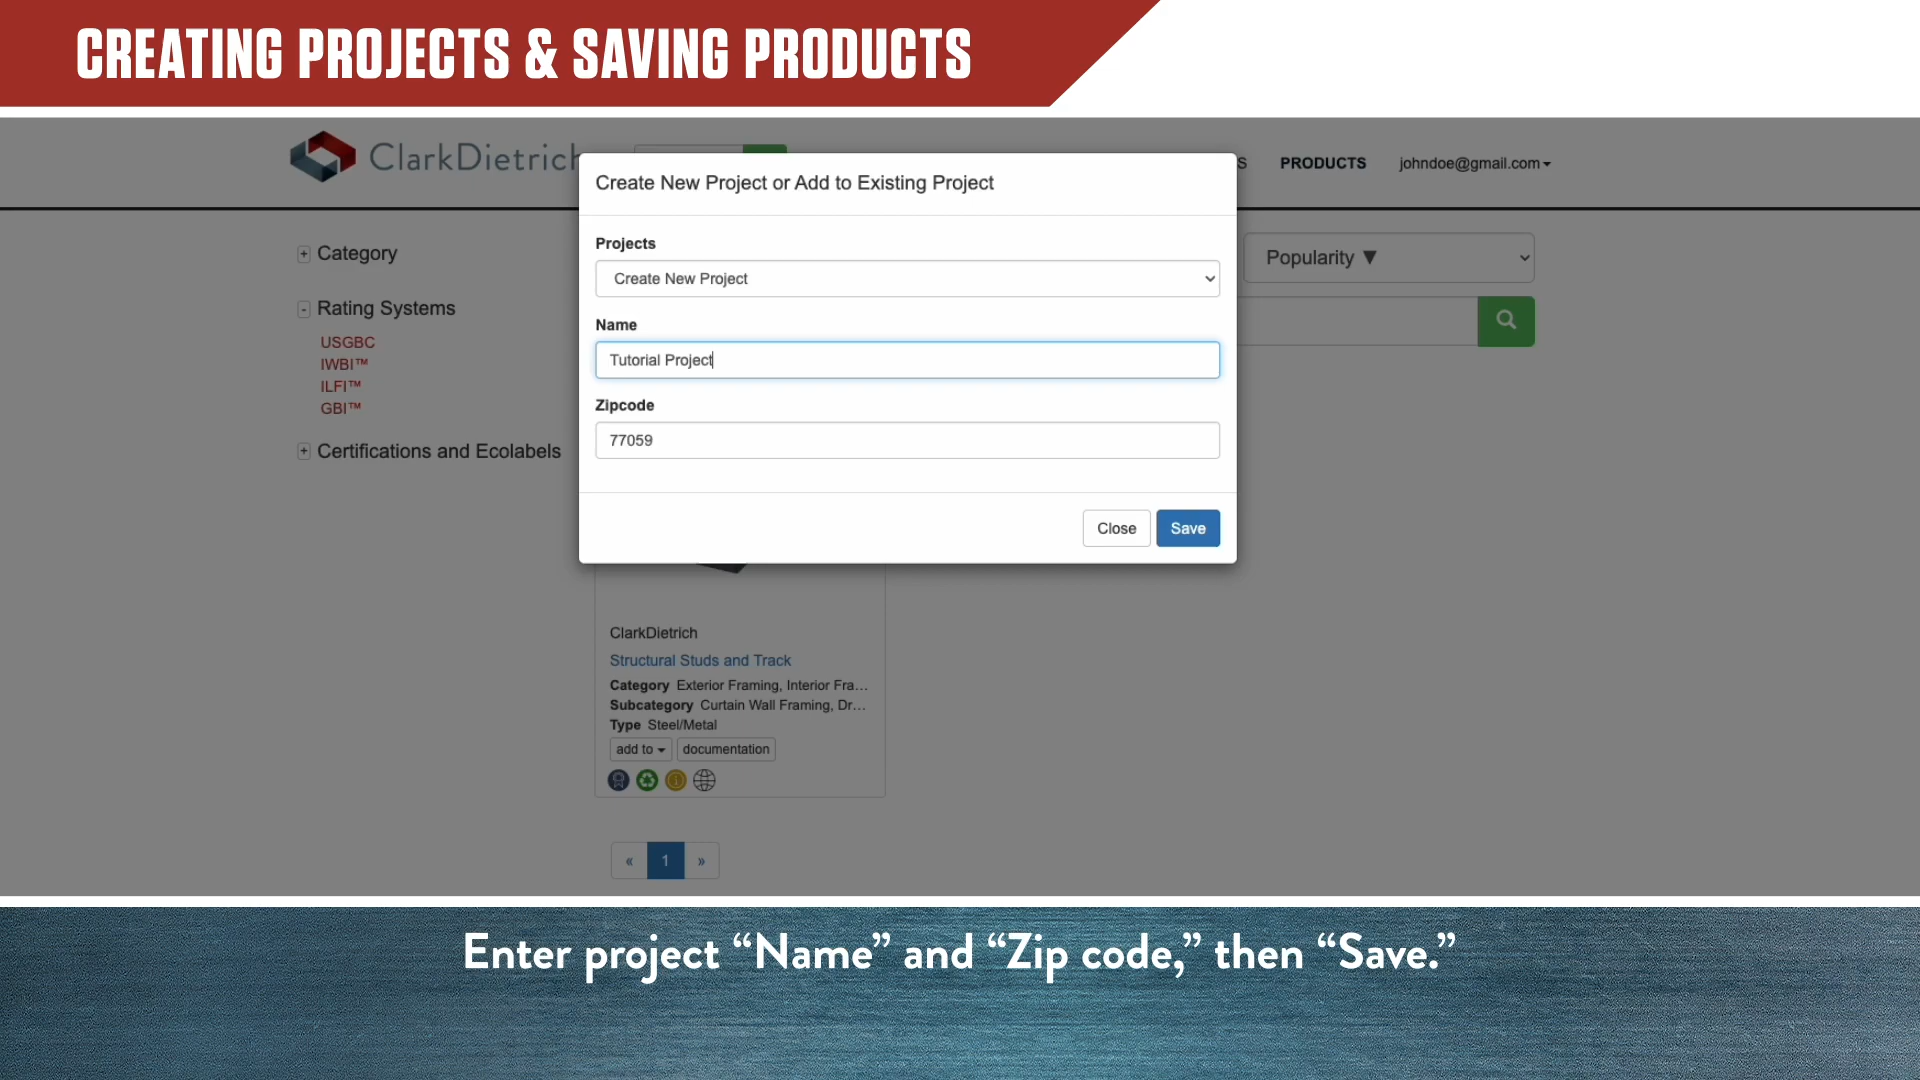 CREATING PROJECTS & SAVING PRODUCTS
ClarkDietrich
S PRODUCTS johndoe@gmail.com
Create New Project or Add to Existing Project
Projects
Create New Project
Name
Tutorial Project
Zipcode
77059
Close Save
+ Category
- Rating Systems
USGBC
IWBI™
ILFI™
GBI™
+ Certifications and Ecolabels
Popularity ▼
ClarkDietrich
Structural Studs and Track
Category Exterior Framing, Interior Fra...
Subcategory Curtain Wall Framing, Dr...
Type Steel/Metal
add to documentation
« 1 »
Enter project “Name” and “Zip code,” then “Save.”